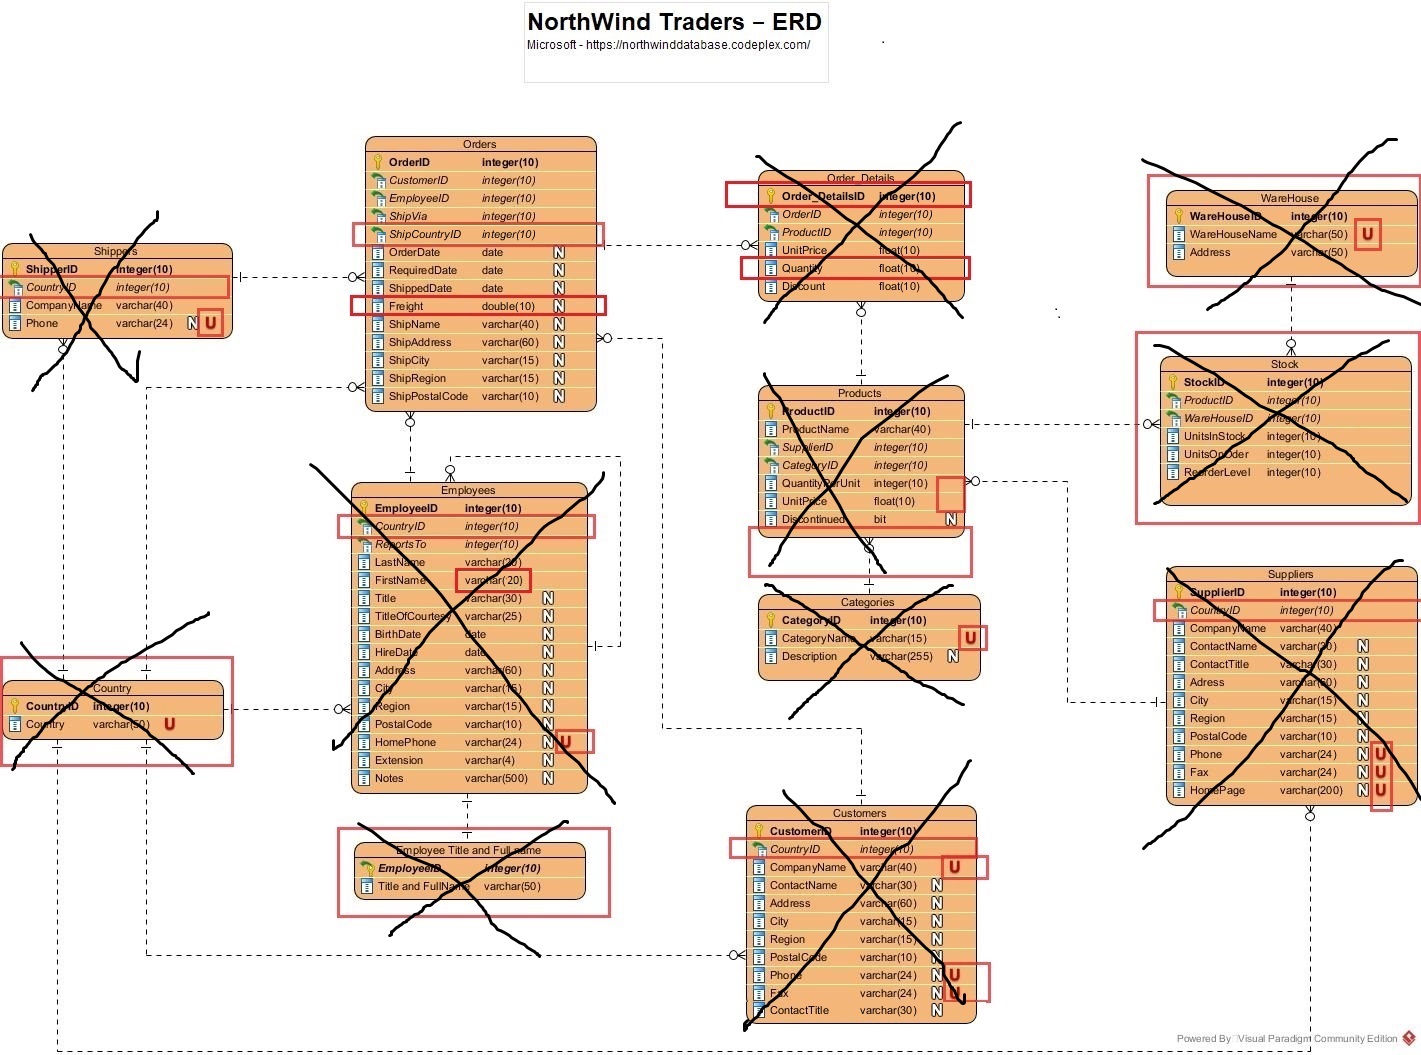 NorthWind Traders – ERD
Microsoft - https://northwinddatabase.codeplex.com/
Orders
OrderID integer(10)
CustomerID integer(10)
EmployeeID integer(10)
ShipVia integer(10)
ShipCountryID integer(10)
OrderDate date N
RequiredDate date N
ShippedDate date N
Freight double(10) N
ShipName varchar(40) N
ShipAddress varchar(60) N
ShipCity varchar(15) N
ShipRegion varchar(15) N
ShipPostalCode varchar(10) N
Order_Details
Order_DetailsID integer(10)
OrderID integer(10)
ProductID integer(10)
UnitPrice float(10)
Quantity float(10)
Discount float(10)
WareHouse
WareHouseID integer(10)
WareHouseName varchar(50) U
Address varchar(50)
Shippers
ShipperID integer(10)
CountryID integer(10)
CompanyName varchar(40)
Phone varchar(24) N U
Stock
StockID integer(10)
ProductID integer(10)
WareHouseID integer(10)
UnitsInStock integer(10)
UnitsOnOder integer(10)
ReorderLevel integer(10)
Products
ProductID integer(10)
ProductName varchar(40)
SupplierID integer(10)
CategoryID integer(10)
QuantityPerUnit integer(10)
UnitPrice float(10)
Discontinued bit N
Employees
EmployeeID integer(10)
CountryID integer(10)
ReportsTo integer(10)
LastName varchar(20)
FirstName varchar(20)
Title varchar(30) N
TitleOfCourtesy varchar(25) N
BirthDate date N
HireDate date N
Address varchar(60) N
City varchar(15) N
Region varchar(15) N
PostalCode varchar(10) N
HomePhone varchar(24) N U
Extension varchar(4) N
Notes varchar(500) N
Categories
CategoryID integer(10)
CategoryName varchar(15) U
Description varchar(255) N
Suppliers
SupplierID integer(10)
CountryID integer(10)
CompanyName varchar(40)
ContactName varchar(30) N
ContactTitle varchar(30) N
Adress varchar(60) N
City varchar(15) N
Region varchar(15) N
PostalCode varchar(10) N
Phone varchar(24) N U
Fax varchar(24) N U
HomePage varchar(200) N U
Country
CountryID integer(10)
Country varchar(50) U
Employee Title and Full name
EmployeeID integer(10)
Title and FullName varchar(50)
Customers
CustomerID integer(10)
CountryID integer(10)
CompanyName varchar(40) U
ContactName varchar(30) N
Address varchar(60) N
City varchar(15) N
Region varchar(15) N
PostalCode varchar(10) N
Phone varchar(24) N U
Fax varchar(24) N U
ContactTitle varchar(30) N
Powered By Visual Paradigm Community Edition